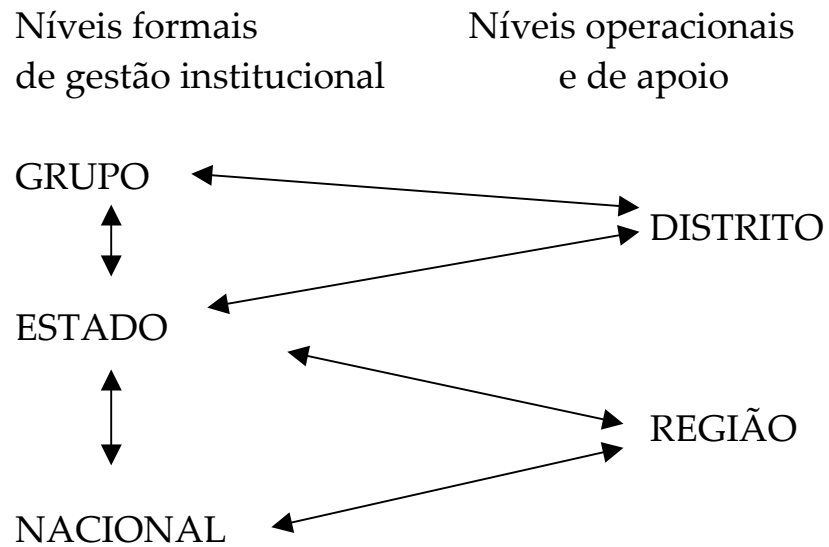 Níveis formais
de gestão institucional
Níveis operacionais
e de apoio
GRUPO
DISTRITO
ESTADO
REGIÃO
NACIONAL